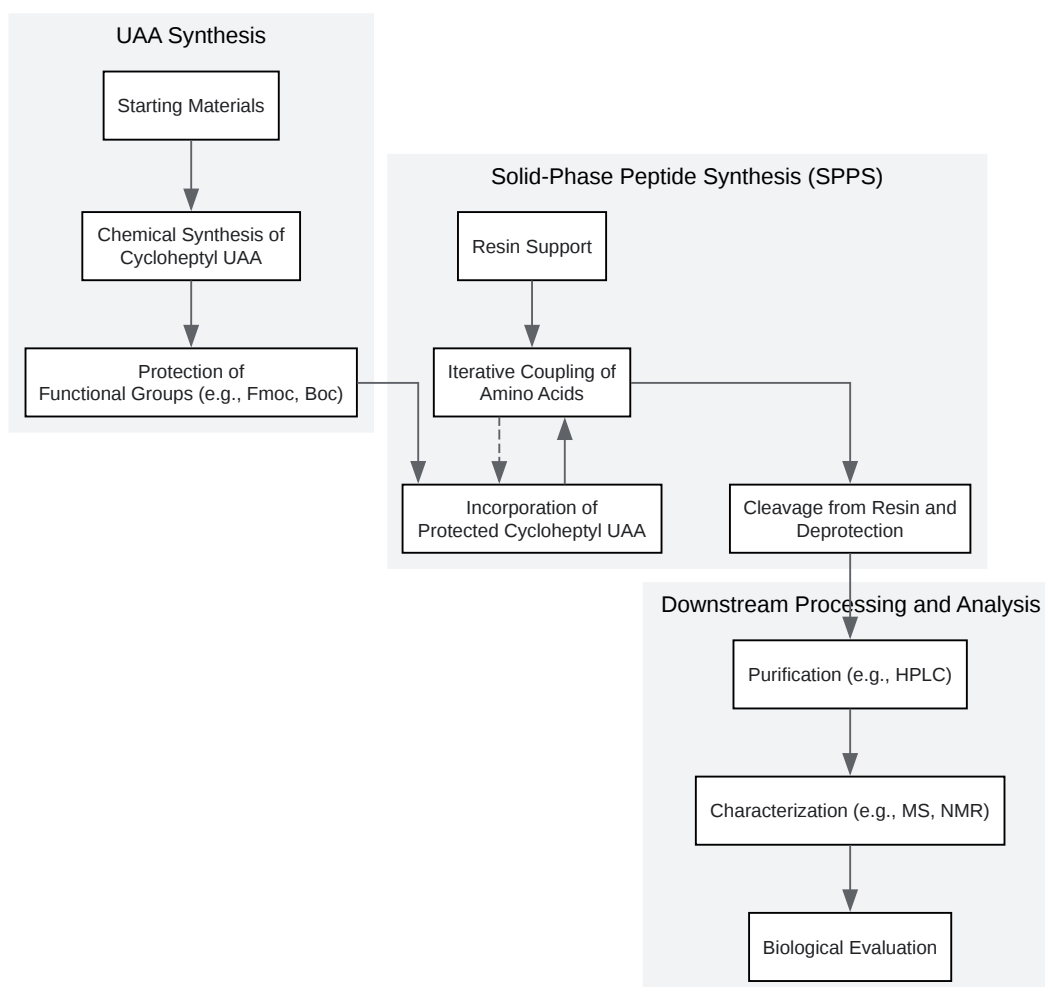 UAA Synthesis
Starting Materials
Chemical Synthesis of
Cycloheptyl UAA
Protection of
Functional Groups (e.g., Fmoc, Boc)
Solid-Phase Peptide Synthesis (SPPS)
Resin Support
Iterative Coupling of
Amino Acids
Incorporation of
Protected Cycloheptyl UAA
Cleavage from Resin and
Deprotection
Downstream Processing and Analysis
Purification (e.g., HPLC)
Characterization (e.g., MS, NMR)
Biological Evaluation